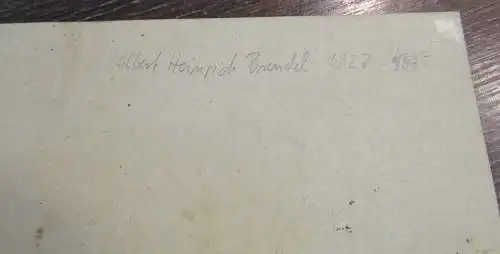 Albert Heinrich Brendel 1827 -